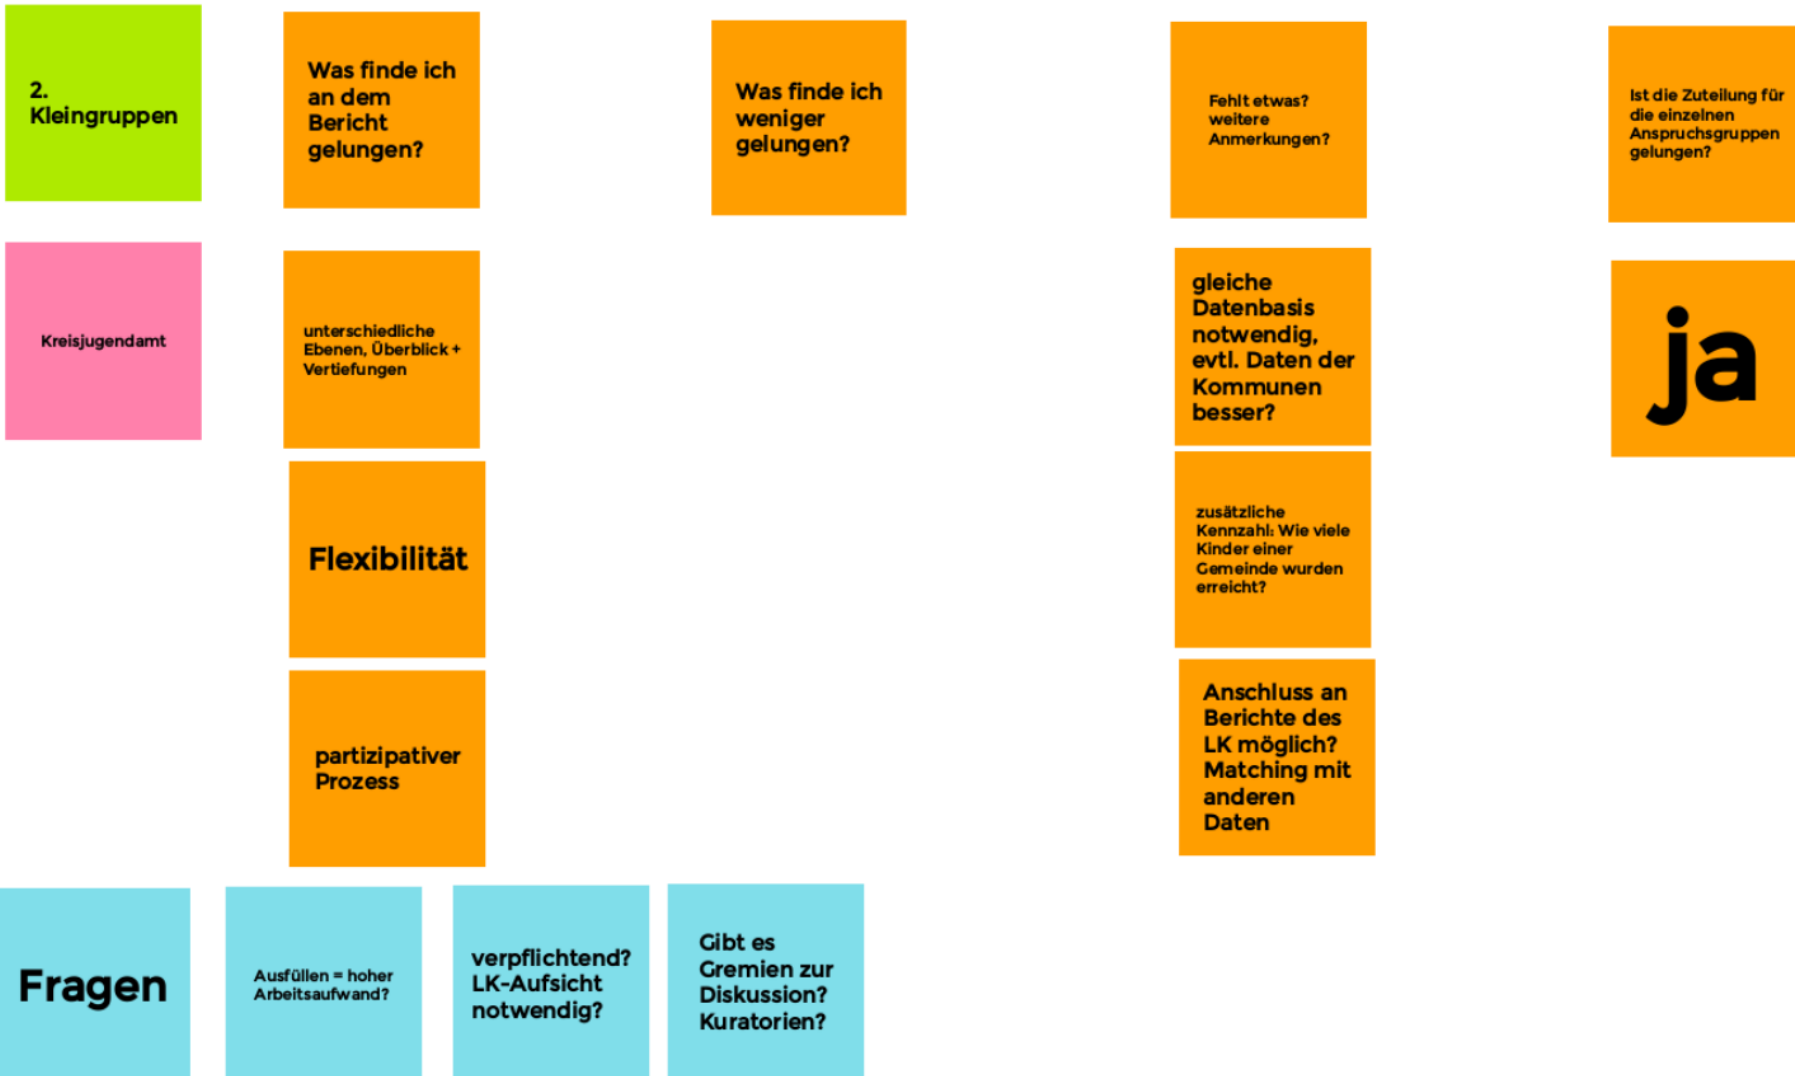 2.
Kleingruppen
Was finde ich
an dem
Bericht
gelungen?
Was finde ich
weniger
gelungen?
Fehlt etwas?
weitere
Anmerkungen?
Ist die Zuteilung für
die einzelnen
Anspruchsgruppen
gelungen?
Kreisjugendamt
unterschiedliche
Ebenen, Überblick +
Vertiefungen
gleiche
Datenbasis
notwendig,
evtl. Daten der
Kommunen
besser?
ja
Flexibilität
zusätzliche
Kennzahl: Wie viele
Kinder einer
Gemeinde wurden
erreicht?
partizipativer
Prozess
Anschluss an
Berichte des
LK möglich?
Matching mit
anderen
Daten
Fragen
Ausfüllen = hoher
Arbeitsaufwand?
verpflichtend?
LK-Aufsicht
notwendig?
Gibt es
Gremien zur
Diskussion?
Kuratorien?